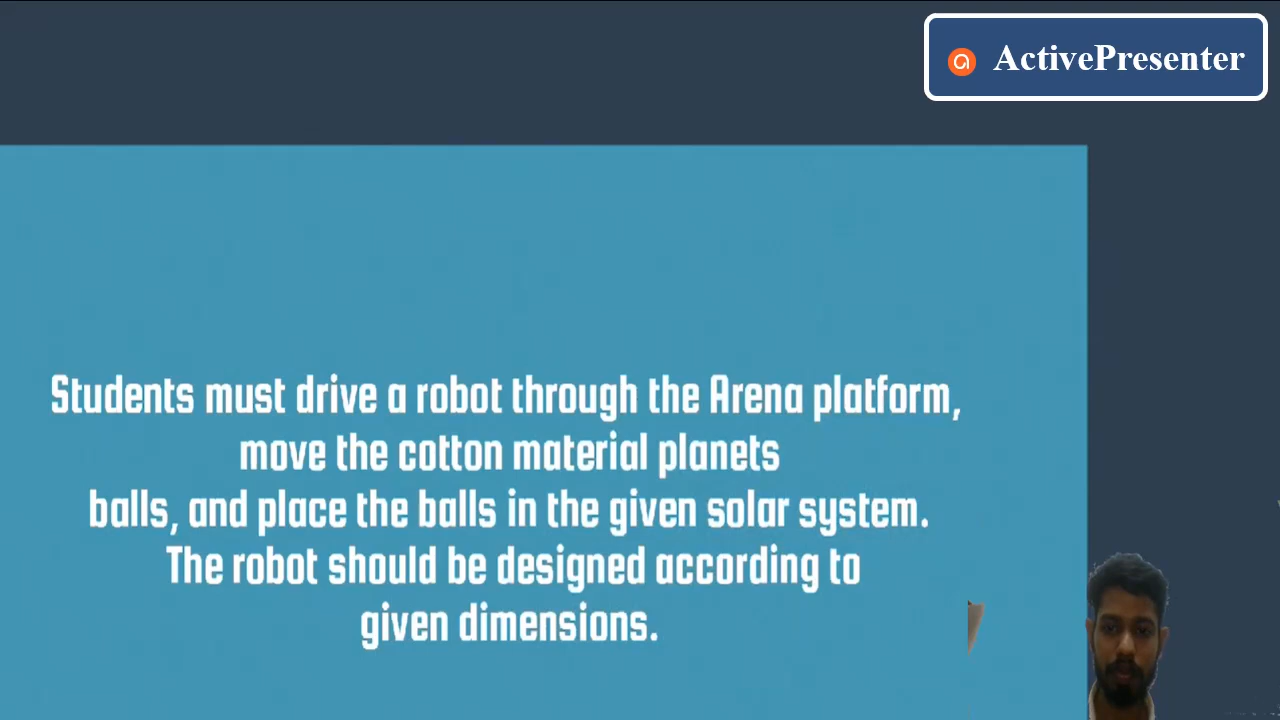 ActivePresenter
Students must drive a robot through the Arena platform,
move the cotton material planets
balls, and place the balls in the given solar system.
The robot should be designed according to
given dimensions.